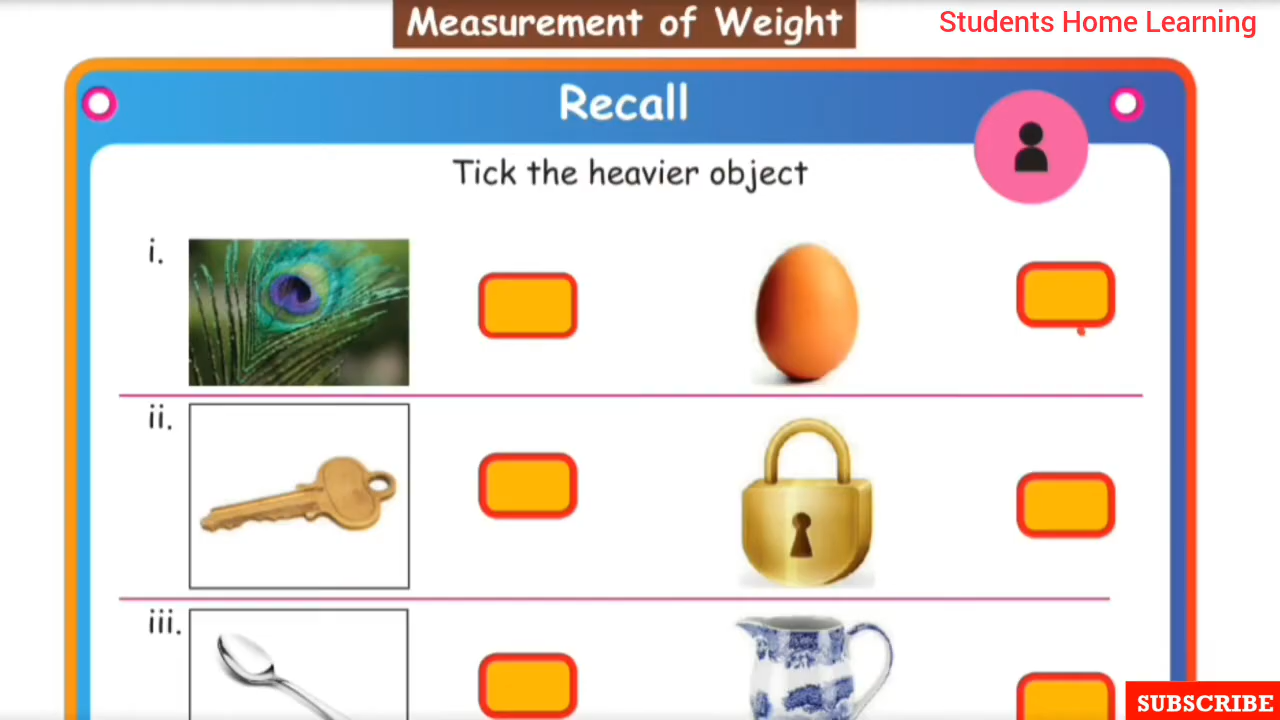 Measurement of Weight
Students Home Learning
Recall
Tick the heavier object
i.
ii.
iii.
SUBSCRIBE